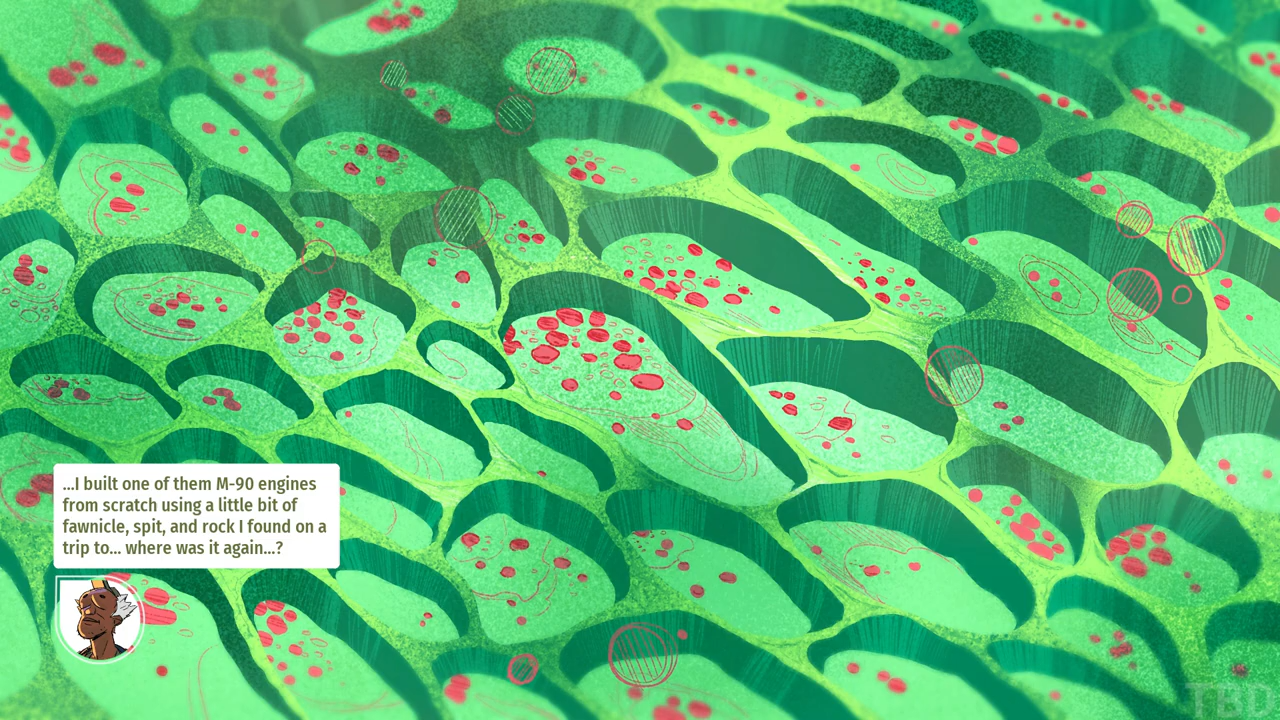 ...I built one of them M-90 engines
from scratch using a little bit of
fawnicle, spit, and rock I found on a
trip to... where was it again...?
TBD